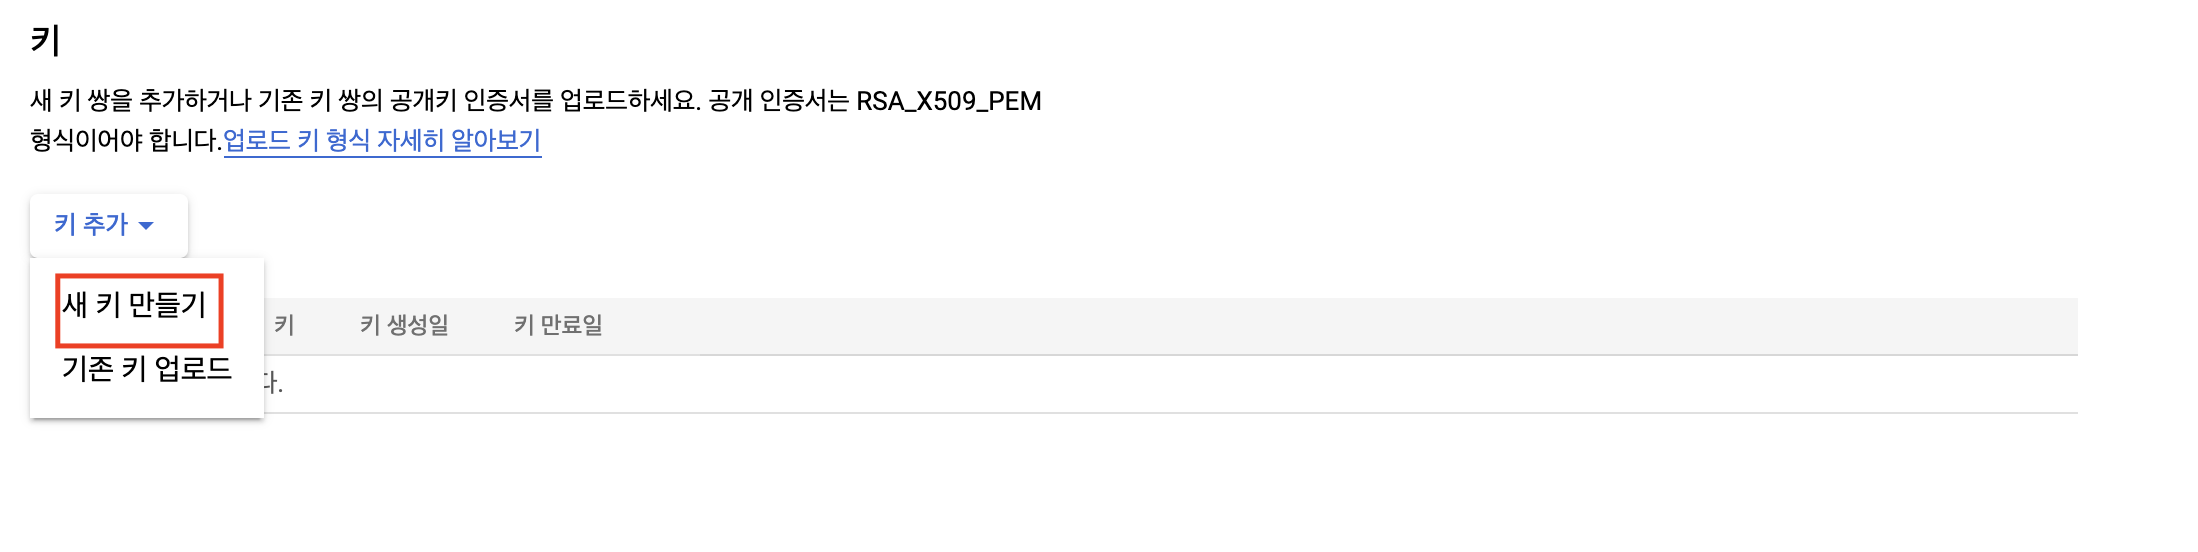 키
새 키 쌍을 추가하거나 기존 키 쌍의 공개키 인증서를 업로드하세요. 공개 인증서는 RSA_X509_PEM
형식이어야 합니다.업로드 키 형식 자세히 알아보기
키 추가
새 키 만들기
키 키 생성일 키 만료일
기존 키 업로드
다.